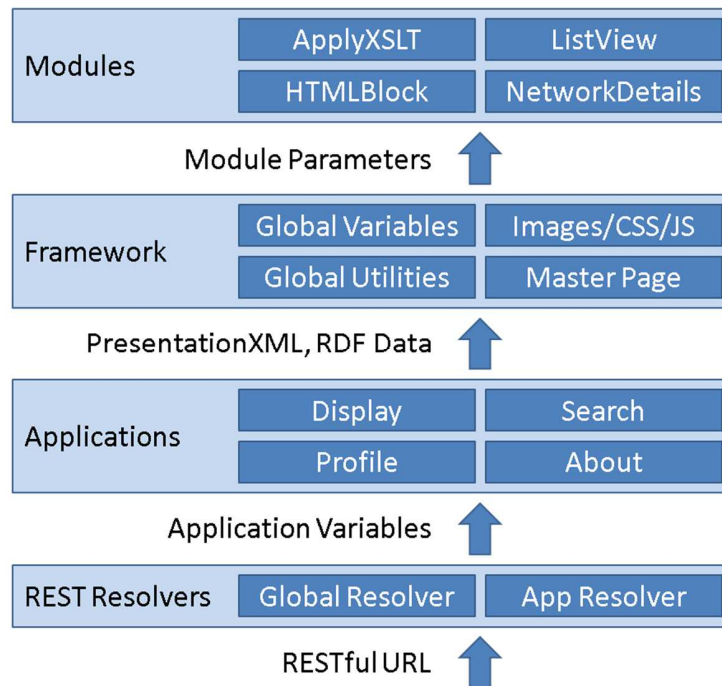 Modules
ApplyXSLT
ListView
HTMLBlock
NetworkDetails
Module Parameters
Framework
Global Variables
Images/CSS/JS
Global Utilities
Master Page
PresentationXML, RDF Data
Applications
Display
Search
Profile
About
Application Variables
REST Resolvers
Global Resolver
App Resolver
RESTful URL